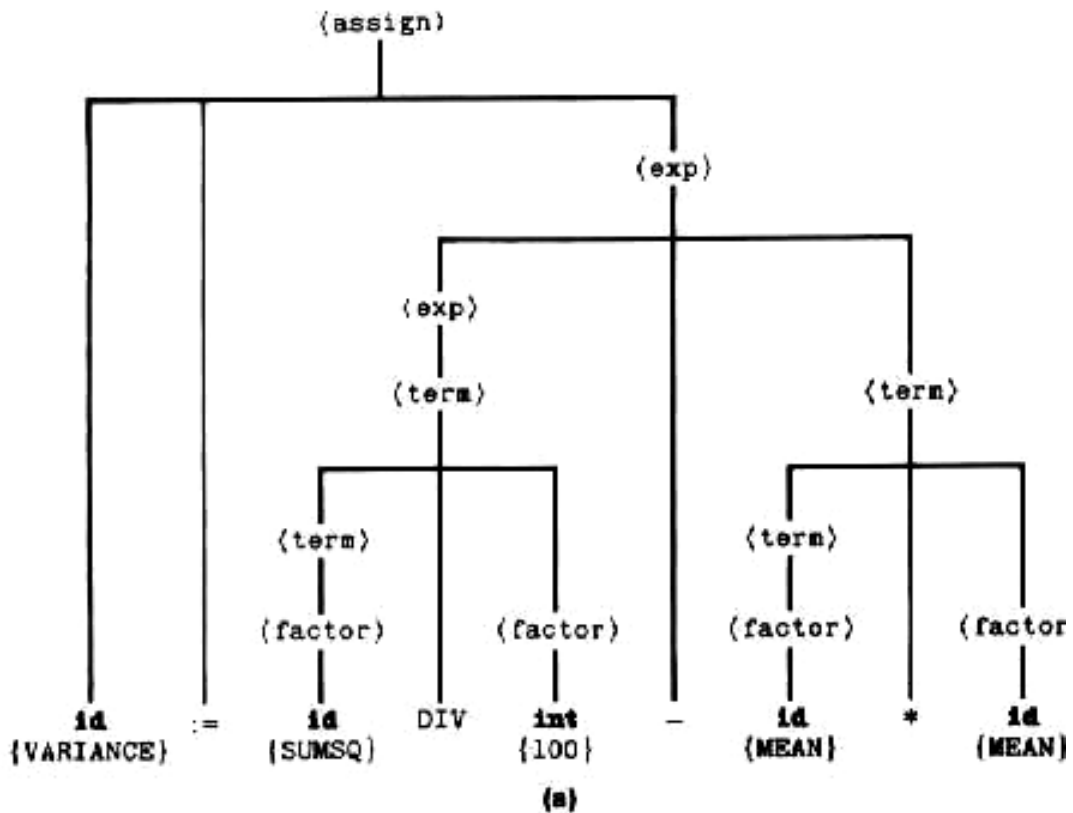 ⟨assign⟩
⟨exp⟩
⟨exp⟩
⟨term⟩ ⟨term⟩
⟨term⟩ ⟨term⟩
⟨factor⟩ ⟨factor⟩ ⟨factor⟩ ⟨factor
id := id DIV int - id * id
{VARIANCE} {SUMSQ} {100} {MEAN} {MEAN}
(a)